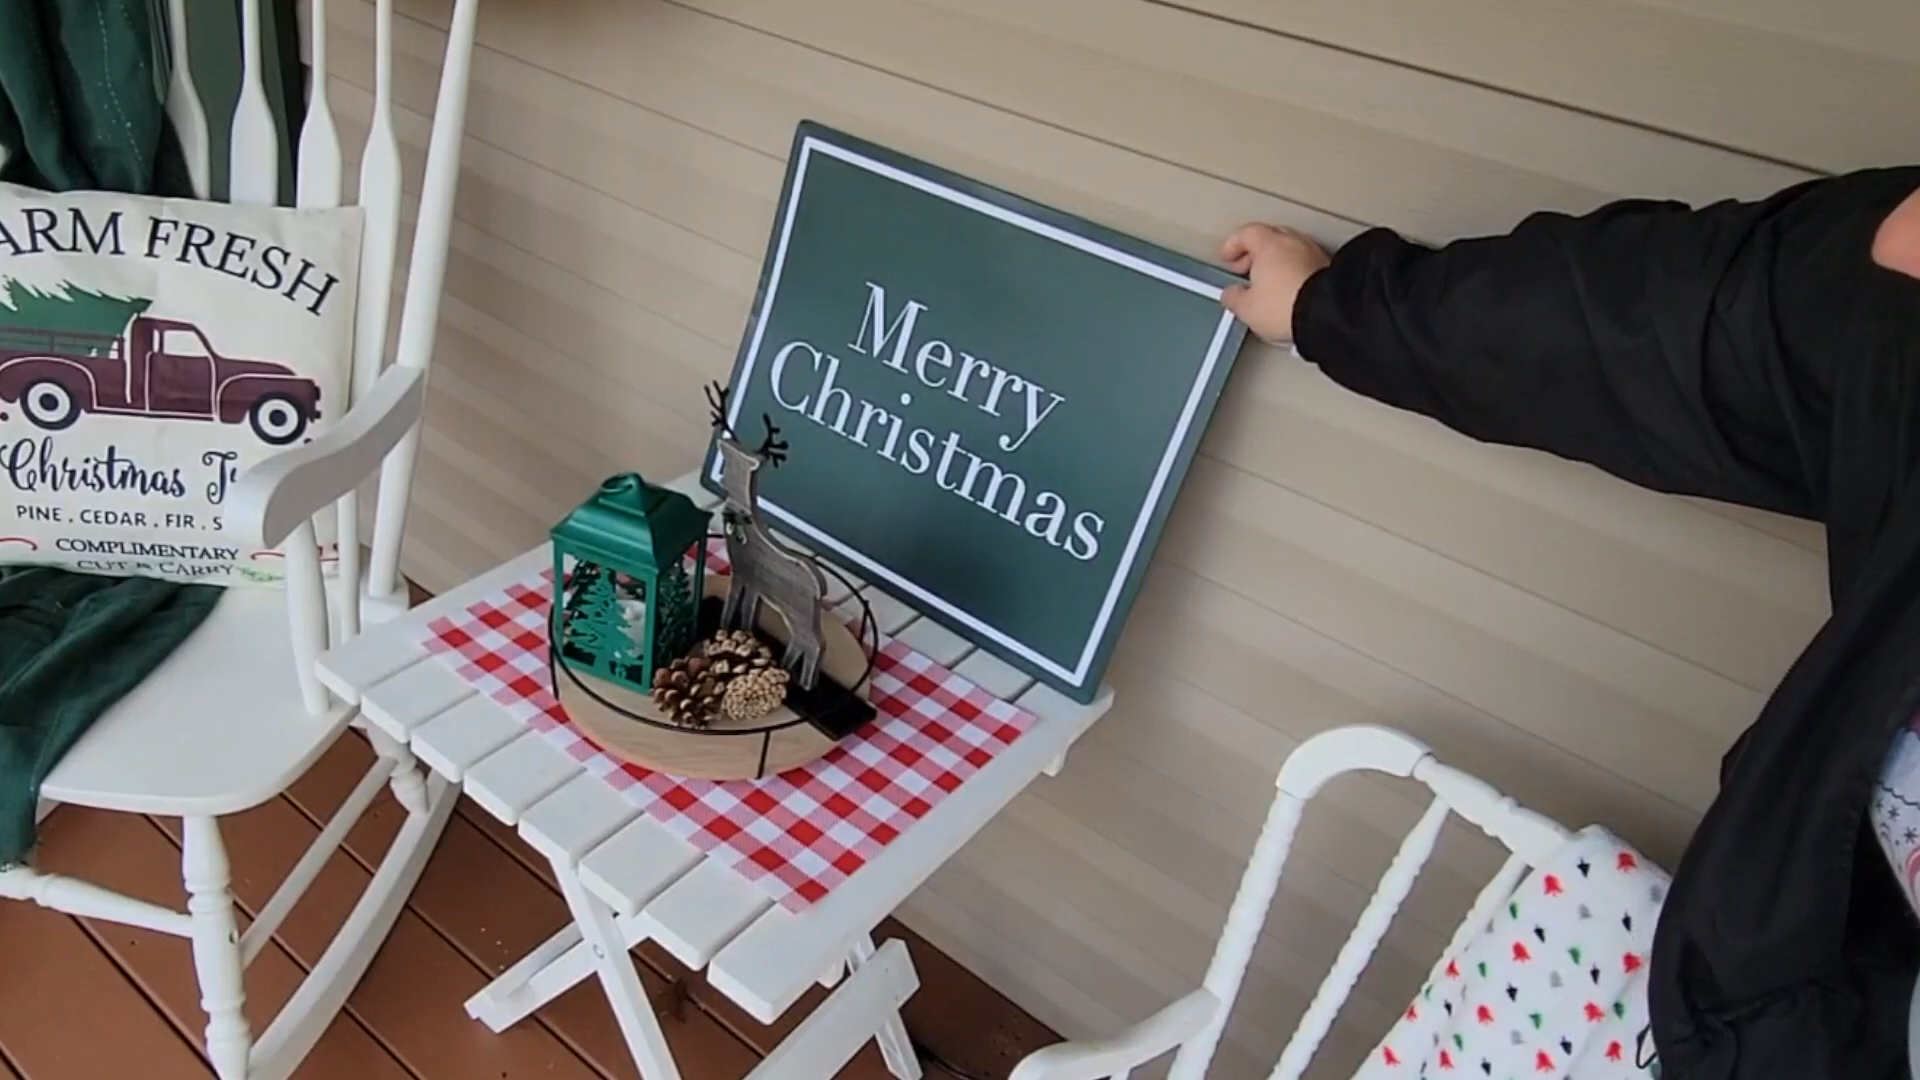 ARM FRESH
Christmas T
PINE . CEDAR . FIR . S
COMPLIMENTARY
CUT & CARRY
Merry
Christmas